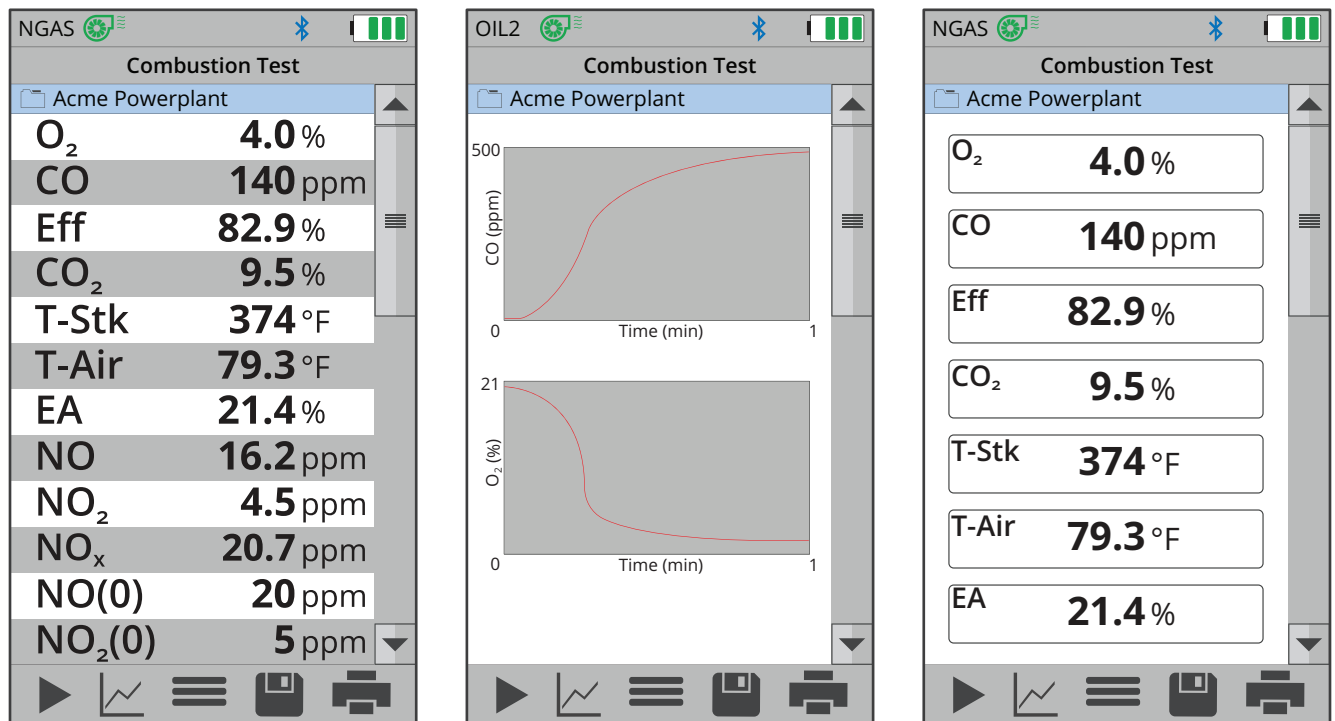 NGAS
Combustion Test
Acme Powerplant
O₂ 4.0 %
CO 140 ppm
Eff 82.9 %
CO₂ 9.5 %
T-Stk 374 °F
T-Air 79.3 °F
EA 21.4 %
NO 16.2 ppm
NO₂ 4.5 ppm
NOₓ 20.7 ppm
NO(0) 20 ppm
NO₂(0) 5 ppm
OIL2
Combustion Test
Acme Powerplant
500
CO (ppm)
0 Time (min) 1
21
O₂ (%)
0 Time (min) 1
NGAS
Combustion Test
Acme Powerplant
O₂ 4.0 %
CO 140 ppm
Eff 82.9 %
CO₂ 9.5 %
T-Stk 374 °F
T-Air 79.3 °F
EA 21.4 %